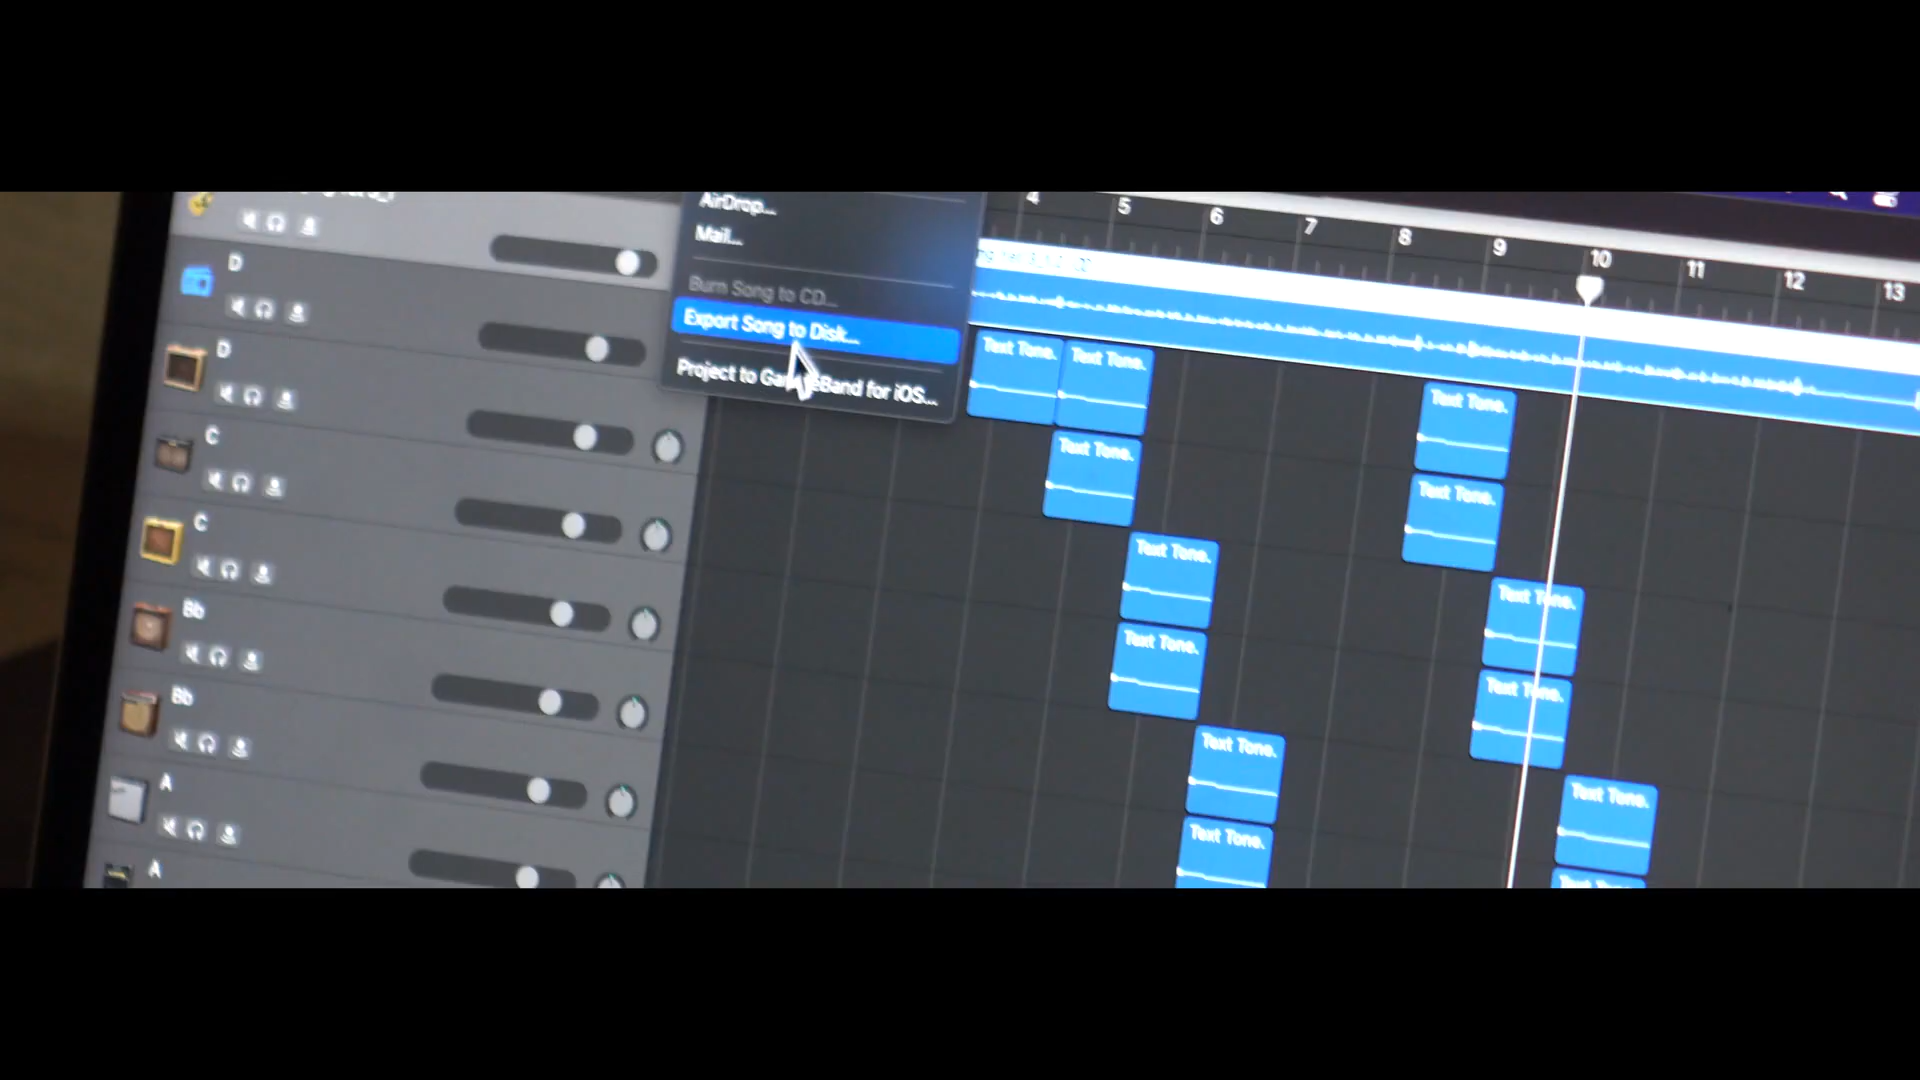 AirDrop...
Mail...
Burn Song to CD...
Export Song to Disk...
Project to GarageBand for iOS...
4 5 6 7 8 9 10 11 12 13
D
D
C
C
Bb
Bb
A
A
Text Tone. Text Tone. Text Tone.
Text Tone. Text Tone.
Text Tone. Text Tone.
Text Tone. Text Tone.
Text Tone. Text Tone.
Text Tone.